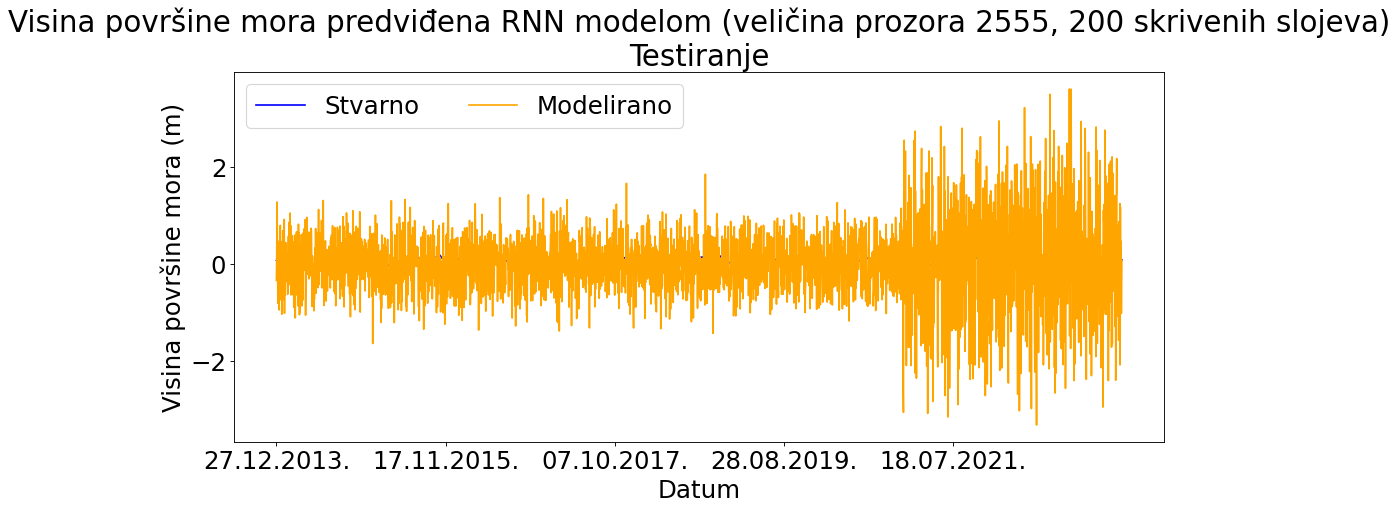 Visina površine mora predviđena RNN modelom (veličina prozora 2555, 200 skrivenih slojeva)
Testiranje
Stvarno
Modelirano
Visina površine mora (m)
2
0
−2
27.12.2013.
17.11.2015.
07.10.2017.
28.08.2019.
18.07.2021.
Datum